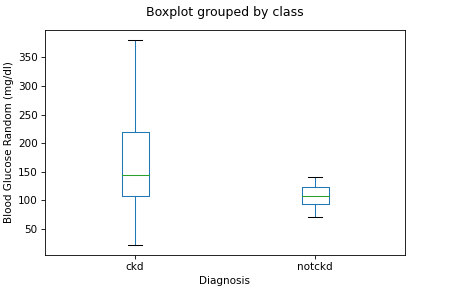 Boxplot grouped by class
Blood Glucose Random (mg/dl)
350
300
250
200
150
100
50
ckd notckd
Diagnosis